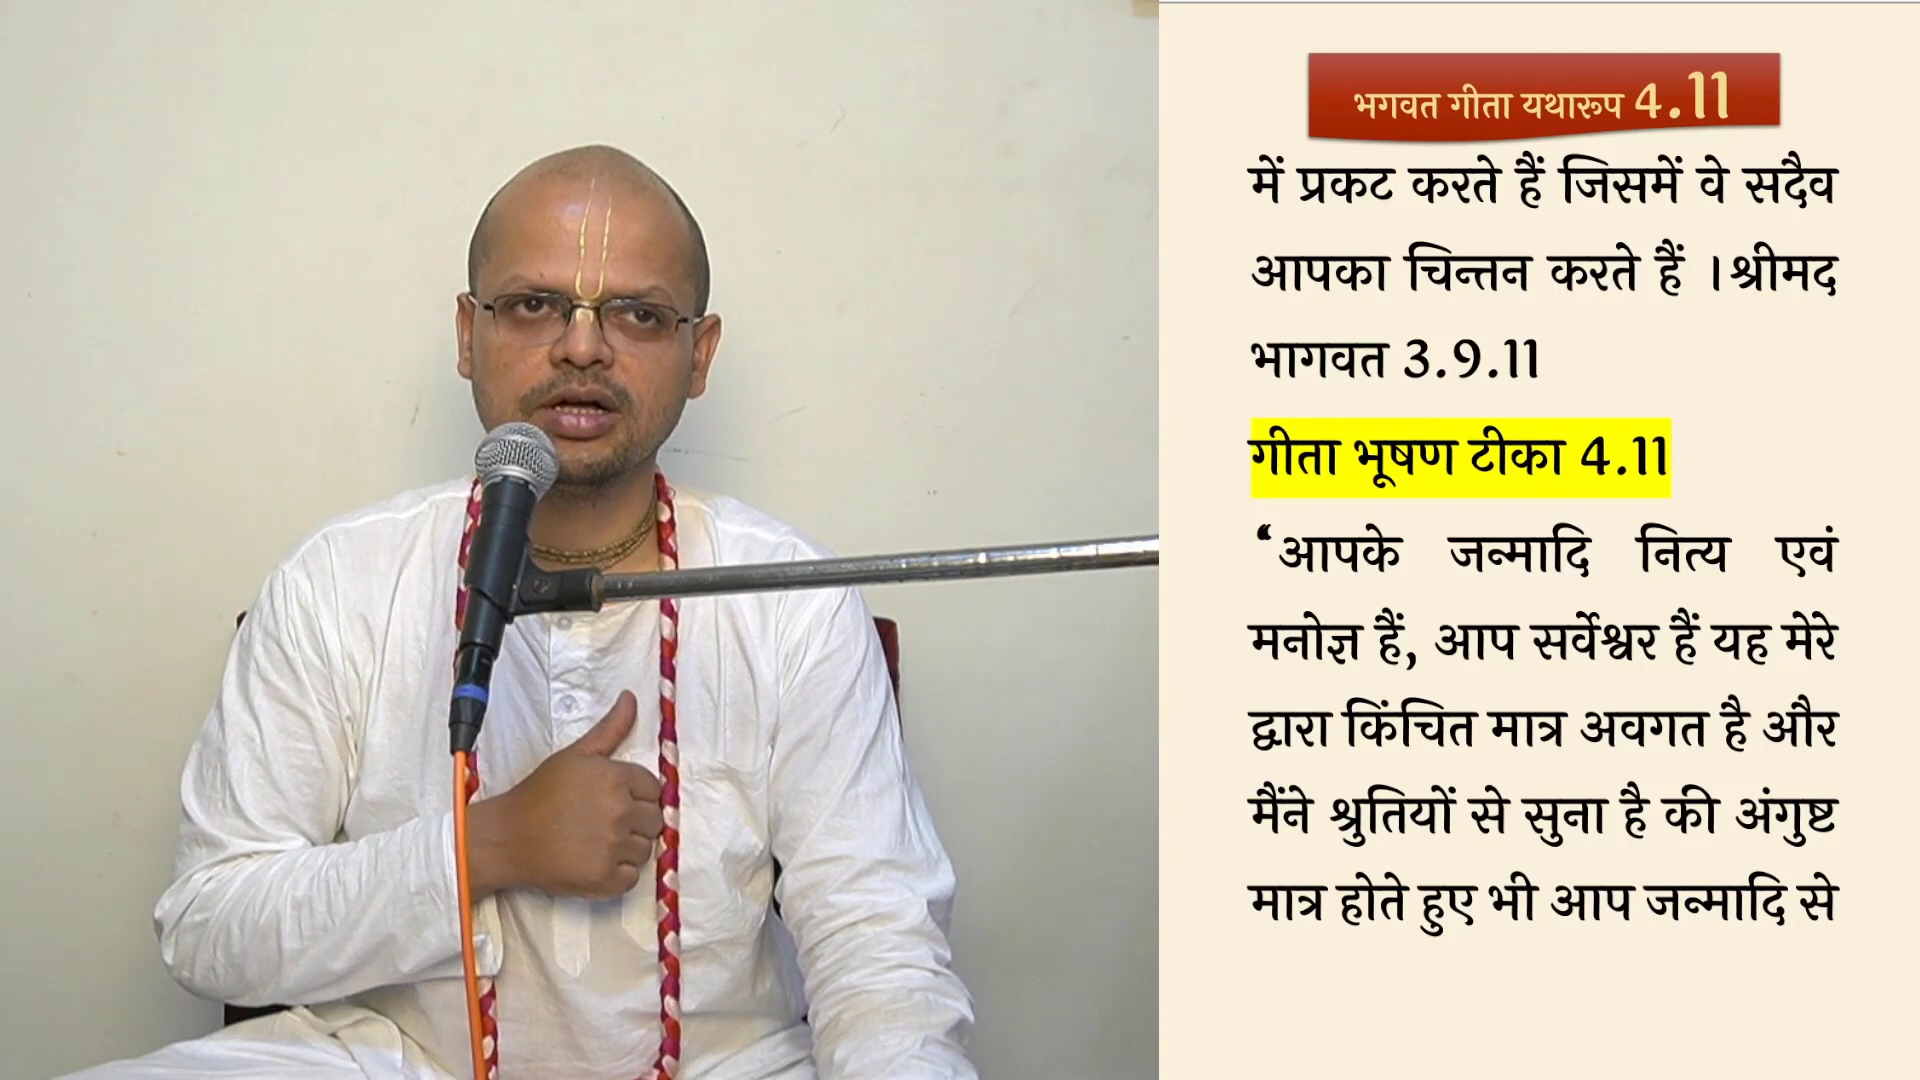 भगवत गीता यथारूप 4.11
में प्रकट करते हैं जिसमें वे सदैव
आपका चिन्तन करते हैं ।श्रीमद
भागवत 3.9.11
गीता भूषण टीका 4.11
“आपके जन्मादि नित्य एवं
मनोज्ञ हैं, आप सर्वेश्वर हैं यह मेरे
द्वारा किंचित मात्र अवगत है और
मैंने श्रुतियों से सुना है की अंगुष्ट
मात्र होते हुए भी आप जन्मादि से